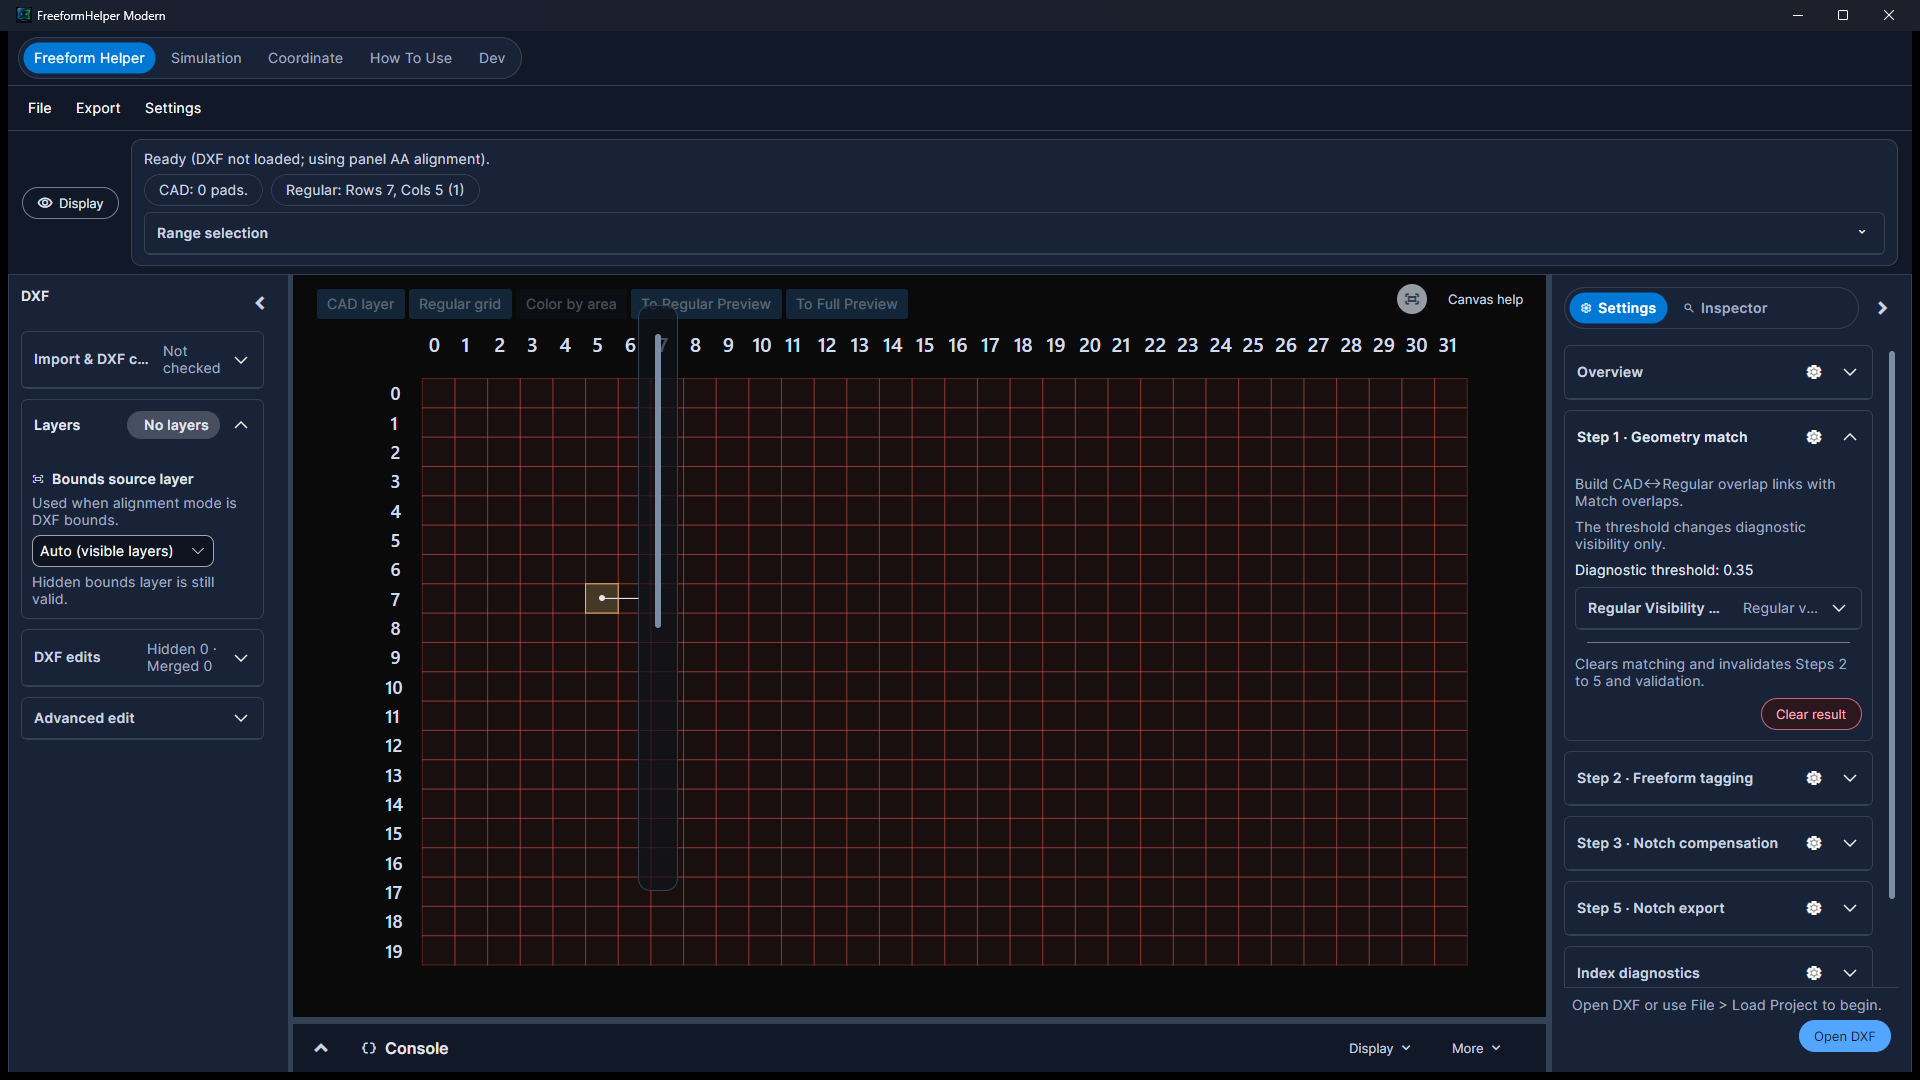 FreeformHelper Modern
Freeform Helper Simulation Coordinate How To Use Dev
File Export Settings
Display
Ready (DXF not loaded; using panel AA alignment).
CAD: 0 pads. Regular: Rows 7, Cols 5 (1)
Range selection
DXF
Import & DXF c... Not checked
Layers No layers
Bounds source layer
Used when alignment mode is
DXF bounds.
Auto (visible layers)
Hidden bounds layer is still
valid.
DXF edits Hidden 0 · Merged 0
Advanced edit
CAD layer Regular grid Color by area To Regular Preview To Full Preview
Canvas help
0 1 2 3 4 5 6 7 8 9 10 11 12 13 14 15 16 17 18 19 20 21 22 23 24 25 26 27 28 29 30 31
0
1
2
3
4
5
6
7
8
9
10
11
12
13
14
15
16
17
18
19
Console Display More
Settings Inspector
Overview
Step 1 · Geometry match
Build CAD↔Regular overlap links with
Match overlaps.
The threshold changes diagnostic
visibility only.
Diagnostic threshold: 0.35
Regular Visibility ... Regular v...
Clears matching and invalidates Steps 2
to 5 and validation.
Clear result
Step 2 · Freeform tagging
Step 3 · Notch compensation
Step 5 · Notch export
Index diagnostics
Open DXF or use File > Load Project to begin.
Open DXF